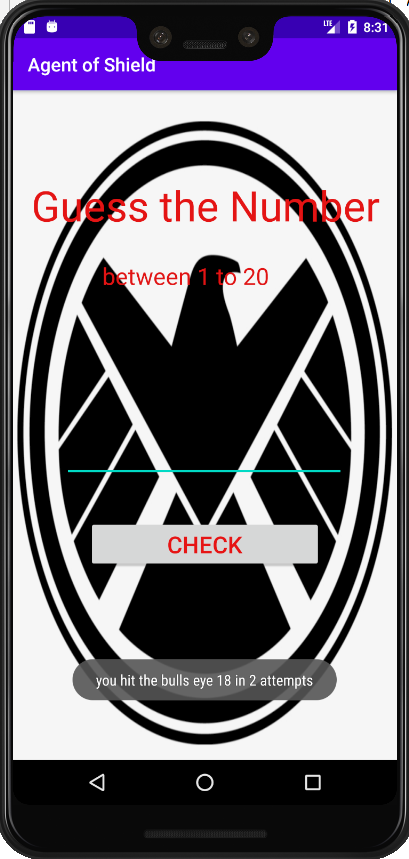 LTE 8:31
Agent of Shield
Guess the Number
between 1 to 20
CHECK
you hit the bulls eye 18 in 2 attempts